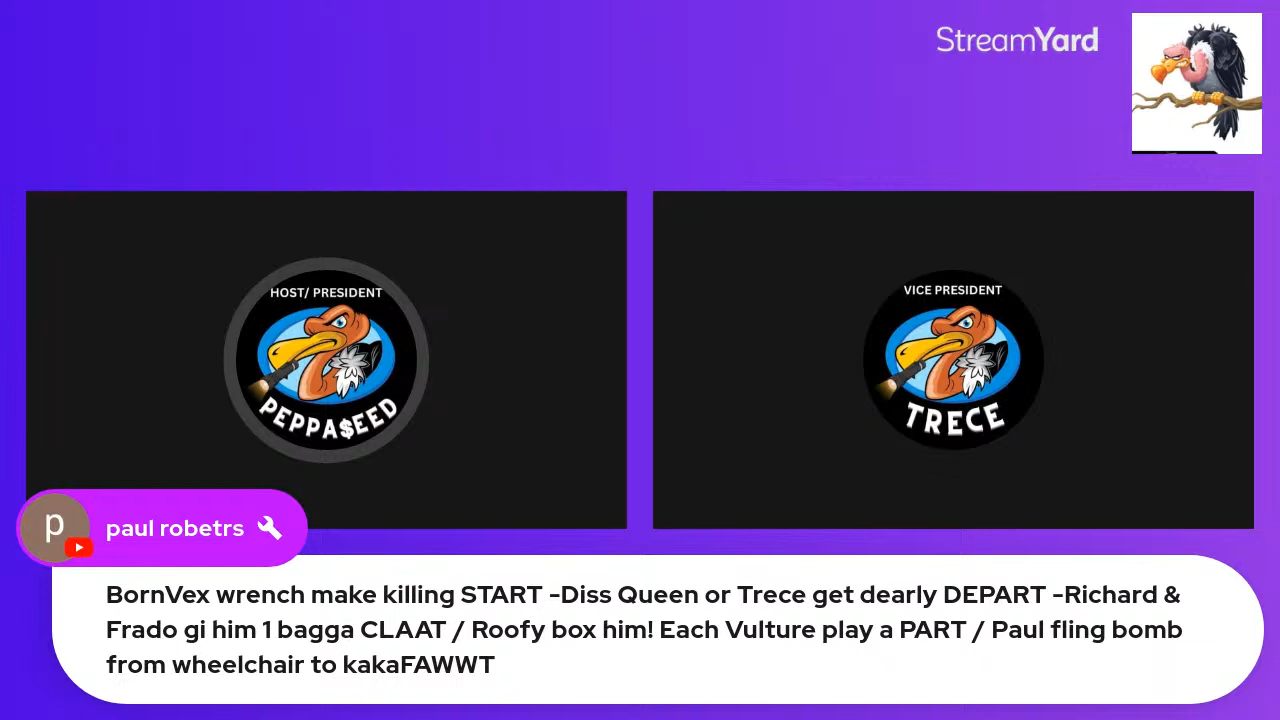 StreamYard
HOST/ PRESIDENT
PEPPA$EED
VICE PRESIDENT
TRECE
p
paul robetrs
BornVex wrench make killing START -Diss Queen or Trece get dearly DEPART -Richard &
Frado gi him 1 bagga CLAAT / Roofy box him! Each Vulture play a PART / Paul fling bomb
from wheelchair to kakaFAWWT